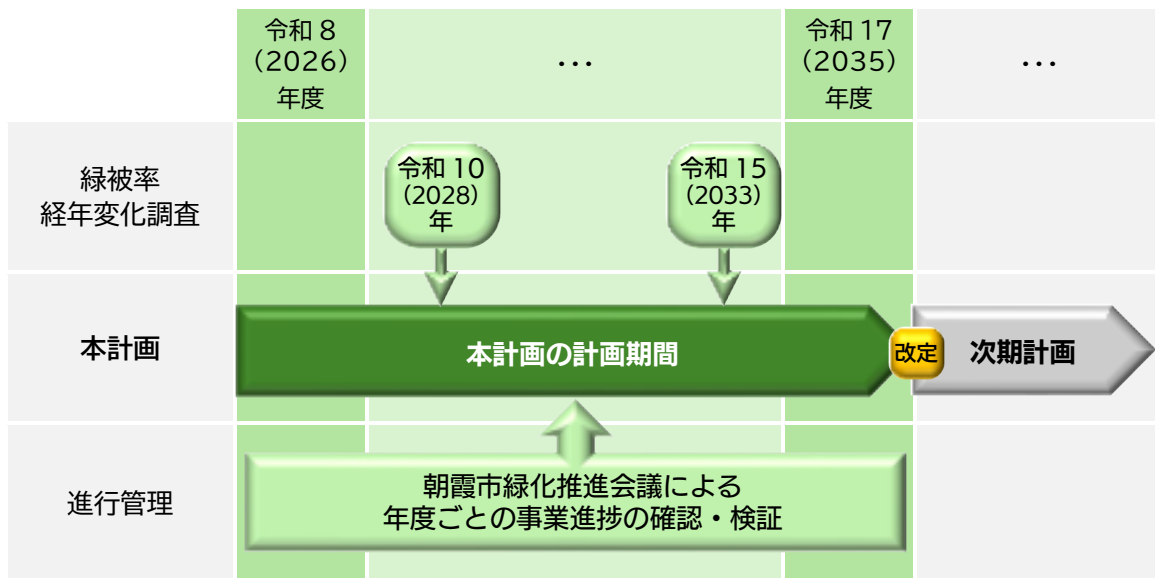 令和 8
（2026）
年度
…
令和 17
（2035）
年度
…
緑被率
経年変化調査
令和 10
（2028）
年
令和 15
（2033）
年
本計画
本計画の計画期間
改定
次期計画
進行管理
朝霞市緑化推進会議による
年度ごとの事業進捗の確認・検証